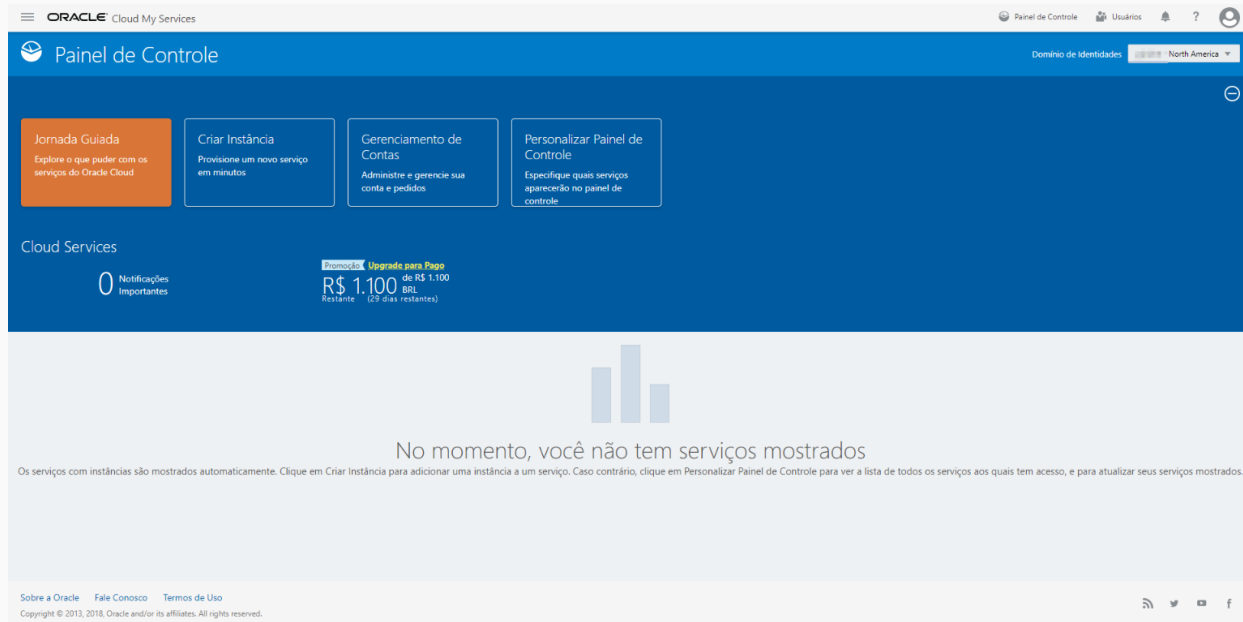 ORACLE Cloud My Services
Painel de Controle
Usuários
?
Painel de Controle
Domínio de Identidades
North America
Jornada Guiada
Explore o que puder com os
serviços do Oracle Cloud
Criar Instância
Provisione um novo serviço
em minutos
Gerenciamento de
Contas
Administre e gerencie sua
conta e pedidos
Personalizar Painel de
Controle
Especifique quais serviços
aparecerão no painel de
controle
Cloud Services
0 Notificações
Importantes
Promoção Upgrade para Pago
R$ 1.100 de R$ 1.100
BRL
Restante (29 dias restantes)
No momento, você não tem serviços mostrados
Os serviços com instâncias são mostrados automaticamente. Clique em Criar Instância para adicionar uma instância a um serviço. Caso contrário, clique em Personalizar Painel de Controle para ver a lista de todos os serviços aos quais tem acesso, e para atualizar seus serviços mostrados.
Sobre a Oracle Fale Conosco Termos de Uso
Copyright © 2013, 2018, Oracle and/or its affiliates. All rights reserved.